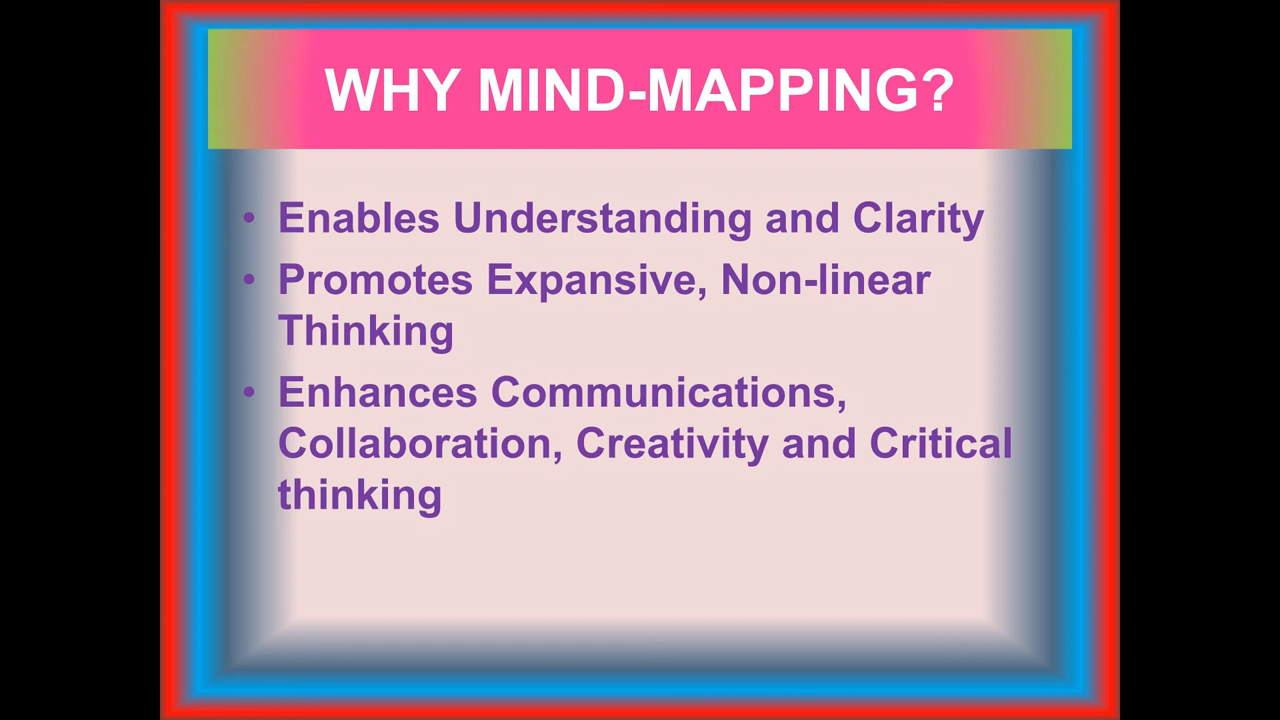 WHY MIND-MAPPING?
• Enables Understanding and Clarity
• Promotes Expansive, Non-linear
Thinking
• Enhances Communications,
Collaboration, Creativity and Critical
thinking